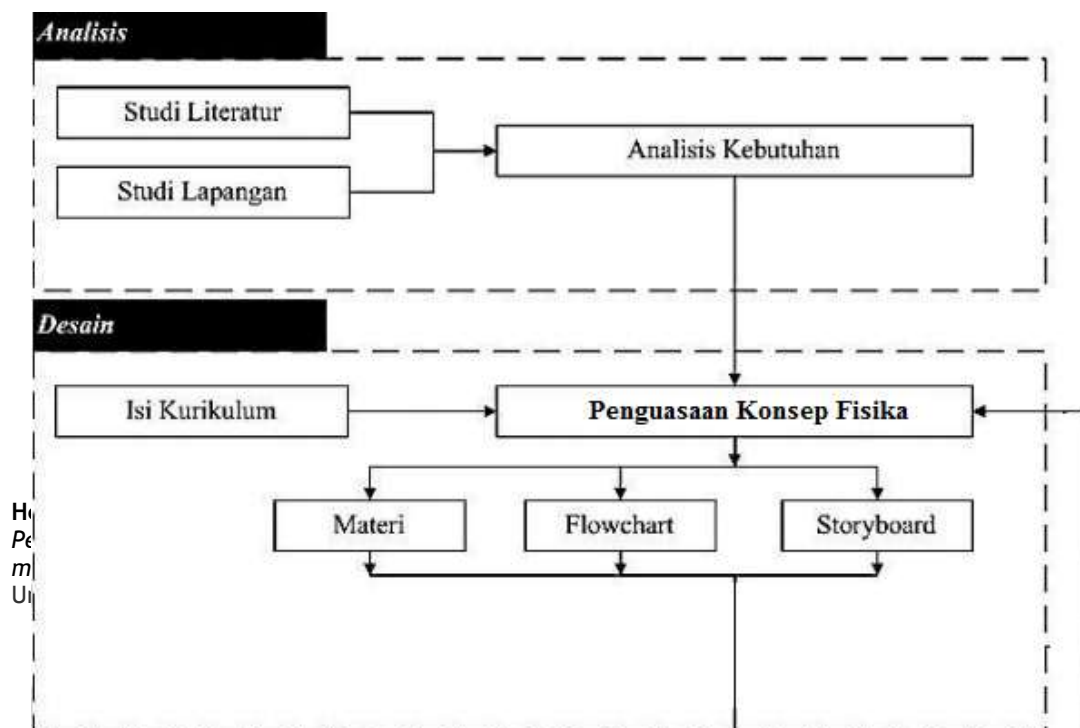 Analisis
Studi Literatur
Analisis Kebutuhan
Studi Lapangan
Desain
Isi Kurikulum
Penguasaan Konsep Fisika
Materi
Flowchart
Storyboard